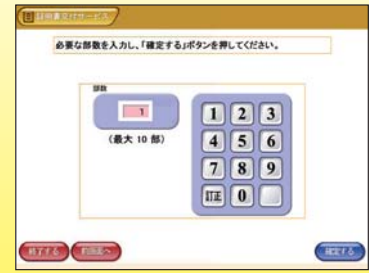 証明書交付サービス
必要な部数を入力し、「確定する」ボタンを押してください。
部数
1
(最大 10 部)
1 2 3
4 5 6
7 8 9
訂正 0
終了する 前画面へ 確定する